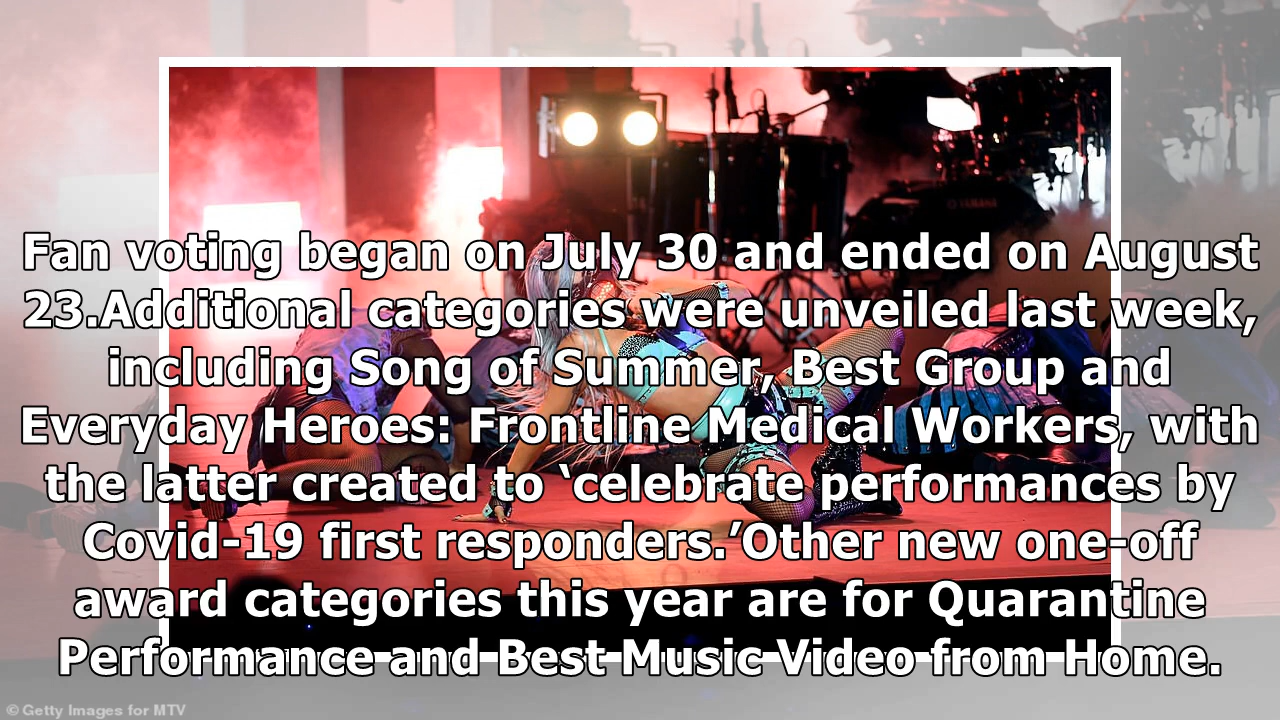 YAMAHA
Fan voting began on July 30 and ended on August
23.Additional categories were unveiled last week,
including Song of Summer, Best Group and
Everyday Heroes: Frontline Medical Workers, with
the latter created to ‘celebrate performances by
Covid-19 first responders.’Other new one-off
award categories this year are for Quarantine
Performance and Best Music Video from Home.
© Getty Images for MTV